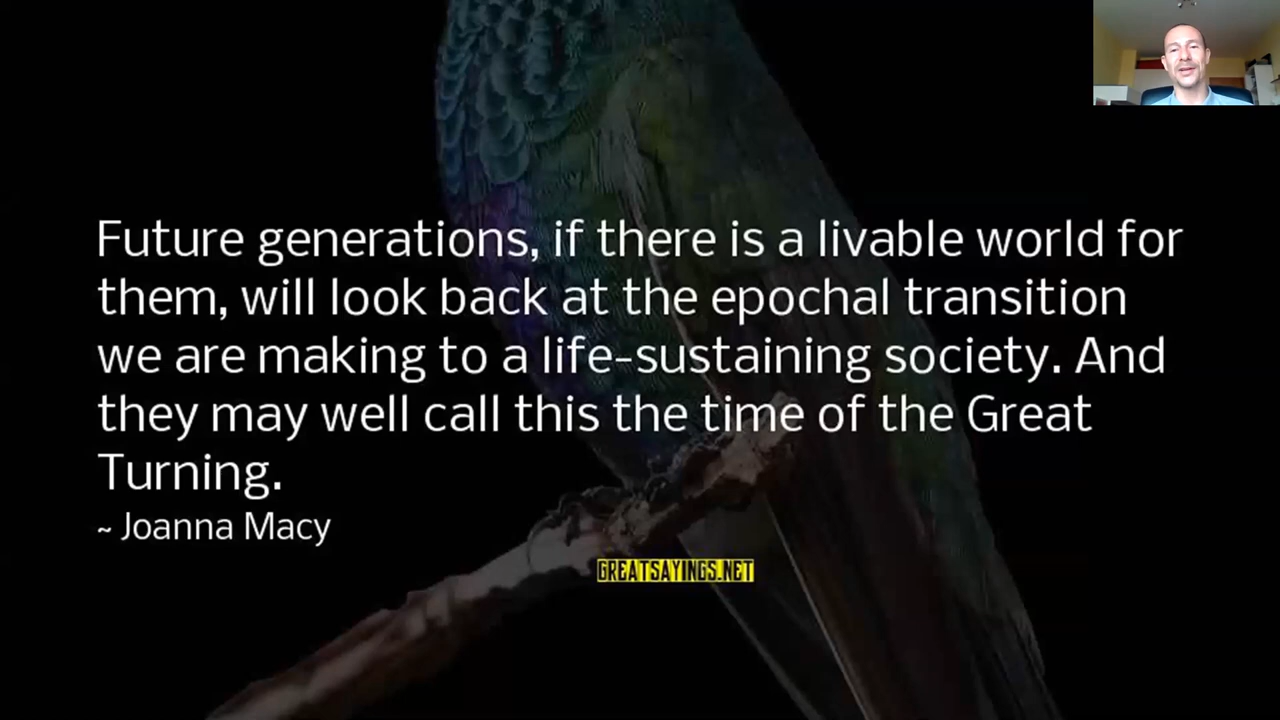 Future generations, if there is a livable world for
them, will look back at the epochal transition
we are making to a life-sustaining society. And
they may well call this the time of the Great
Turning.
~ Joanna Macy
GREATSAYINGS.NET